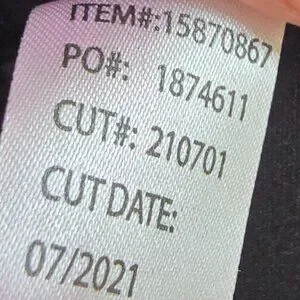 ITEM#:15870867
PO#: 1874611
CUT#: 210701
CUT DATE:
07/2021